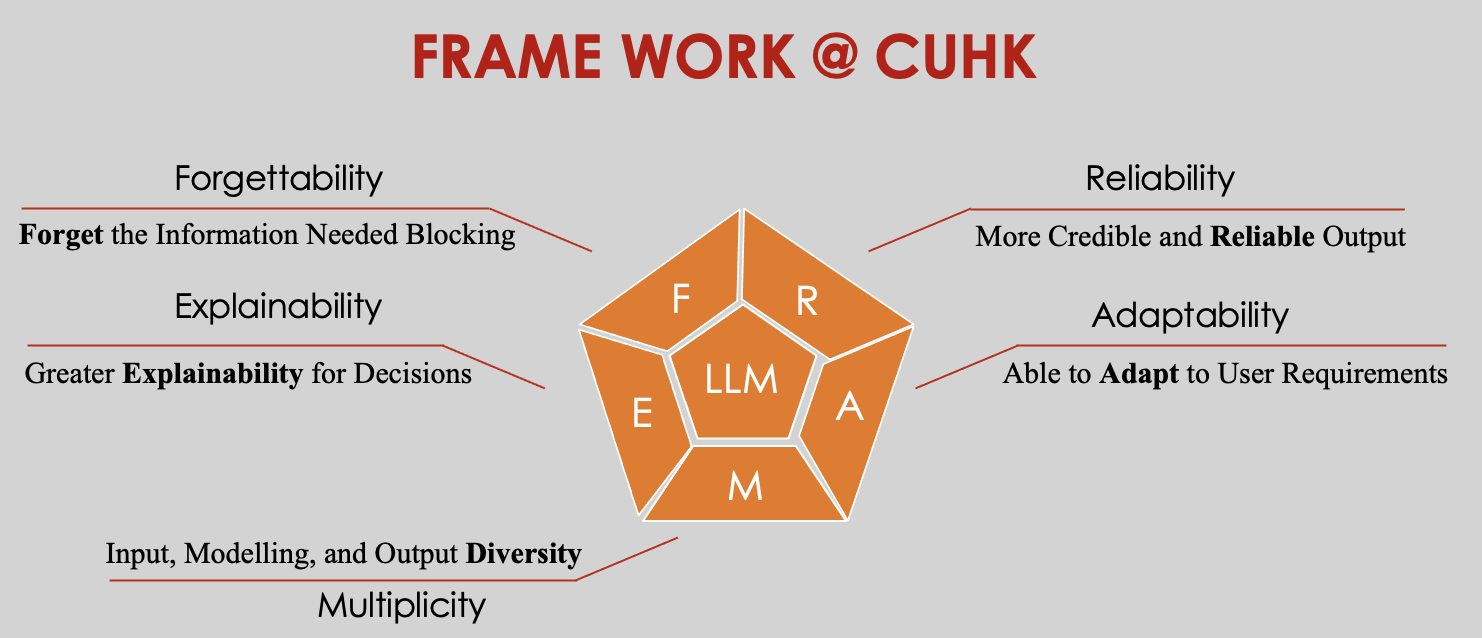 FRAME WORK @ CUHK
Forgettability
Forget the Information Needed Blocking
Reliability
More Credible and Reliable Output
Explainability
Greater Explainability for Decisions
Adaptability
Able to Adapt to User Requirements
F
R
LLM
E
A
M
Input, Modelling, and Output Diversity
Multiplicity